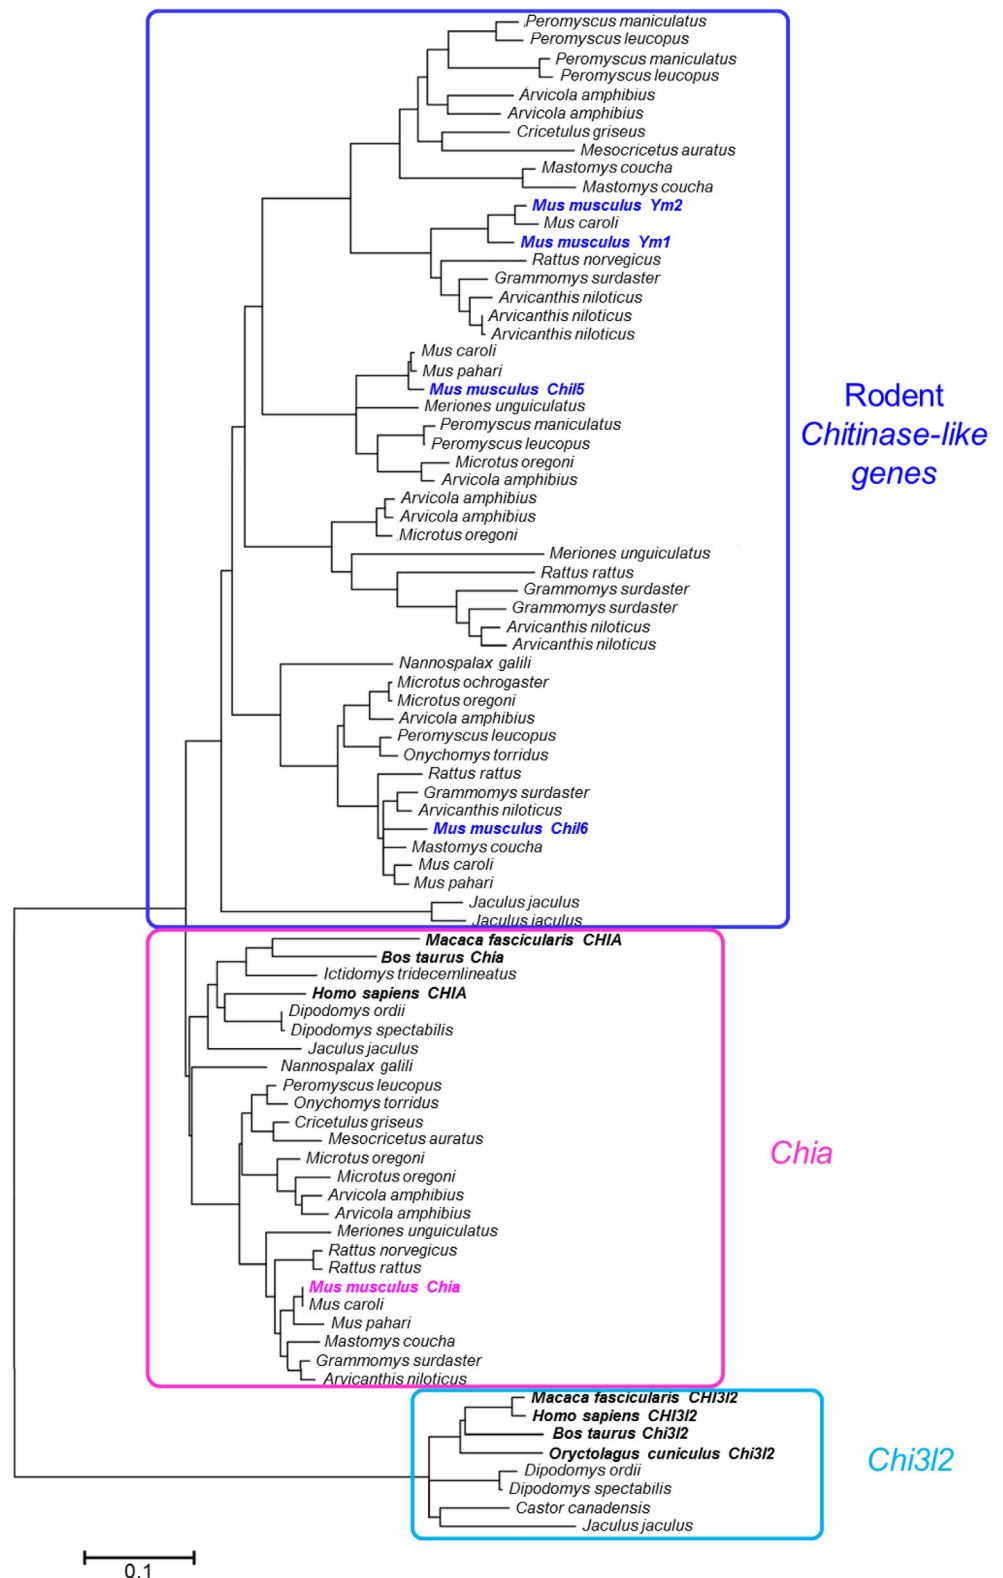 Peromyscus maniculatus
Peromyscus leucopus
Peromyscus maniculatus
Peromyscus leucopus
Arvicola amphibius
Arvicola amphibius
Cricetulus griseus
Mesocricetus auratus
Mastomys coucha
Mastomys coucha
Mus musculus Ym2
Mus caroli
Mus musculus Ym1
Rattus norvegicus
Grammomys surdaster
Arvicanthis niloticus
Arvicanthis niloticus
Arvicanthis niloticus
Mus caroli
Mus pahari
Mus musculus Chil5
Meriones unguiculatus
Peromyscus maniculatus
Peromyscus leucopus
Microtus oregoni
Arvicola amphibius
Arvicola amphibius
Arvicola amphibius
Microtus oregoni
Meriones unguiculatus
Rattus rattus
Grammomys surdaster
Grammomys surdaster
Arvicanthis niloticus
Arvicanthis niloticus
Nannospalax galili
Microtus ochrogaster
Microtus oregoni
Arvicola amphibius
Peromyscus leucopus
Onychomys torridus
Rattus rattus
Grammomys surdaster
Arvicanthis niloticus
Mus musculus Chil6
Mastomys coucha
Mus caroli
Mus pahari
Jaculus jaculus
Jaculus jaculus
Rodent
Chitinase-like
genes
Macaca fascicularis CHIA
Bos taurus Chia
Ictidomys tridecemlineatus
Homo sapiens CHIA
Dipodomys ordii
Dipodomys spectabilis
Jaculus jaculus
Nannospalax galili
Peromyscus leucopus
Onychomys torridus
Cricetulus griseus
Mesocricetus auratus
Microtus oregoni
Microtus oregoni
Arvicola amphibius
Arvicola amphibius
Meriones unguiculatus
Rattus norvegicus
Rattus rattus
Mus musculus Chia
Mus caroli
Mus pahari
Mastomys coucha
Grammomys surdaster
Arvicanthis niloticus
Chia
Macaca fascicularis CHI3l2
Homo sapiens CHI3l2
Bos taurus Chi3l2
Oryctolagus cuniculus Chi3l2
Dipodomys ordii
Dipodomys spectabilis
Castor canadensis
Jaculus jaculus
Chi3l2
0.1